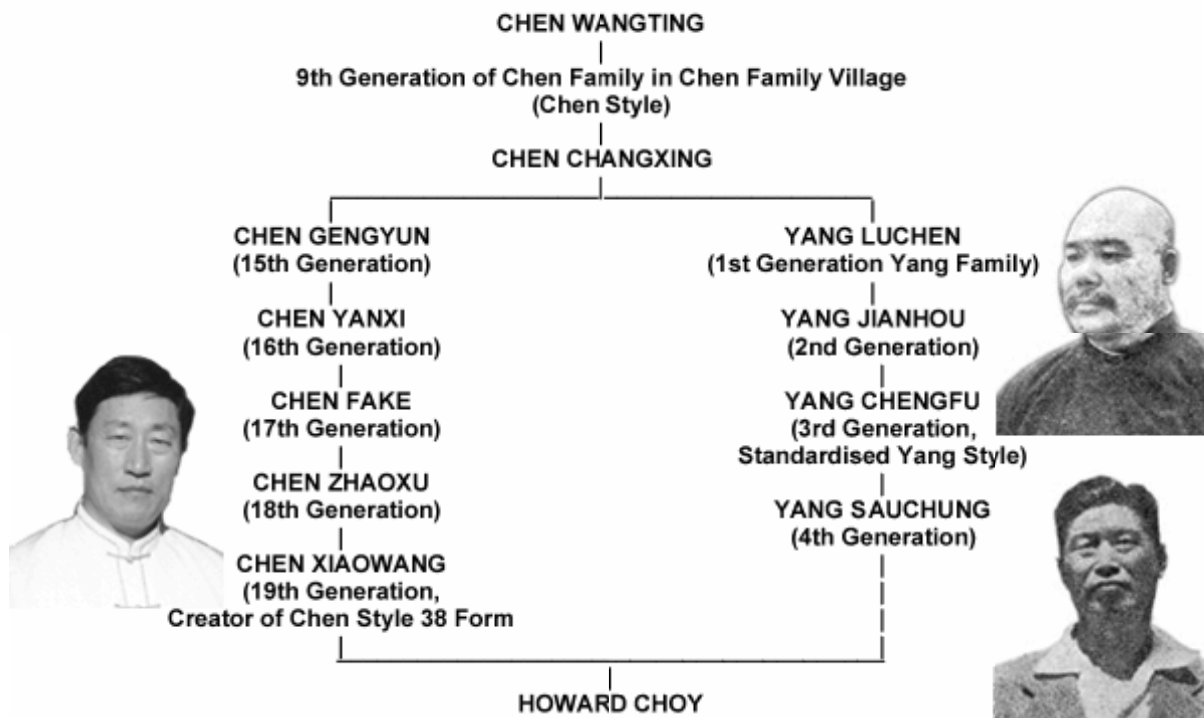 CHEN WANGTING
9th Generation of Chen Family in Chen Family Village
(Chen Style)
CHEN CHANGXING
CHEN GENGYUN
(15th Generation)
YANG LUCHEN
(1st Generation Yang Family)
CHEN YANXI
(16th Generation)
YANG JIANHOU
(2nd Generation)
CHEN FAKE
(17th Generation)
YANG CHENGFU
(3rd Generation,
Standardised Yang Style)
CHEN ZHAOXU
(18th Generation)
YANG SAUCHUNG
(4th Generation)
CHEN XIAOWANG
(19th Generation,
Creator of Chen Style 38 Form
HOWARD CHOY